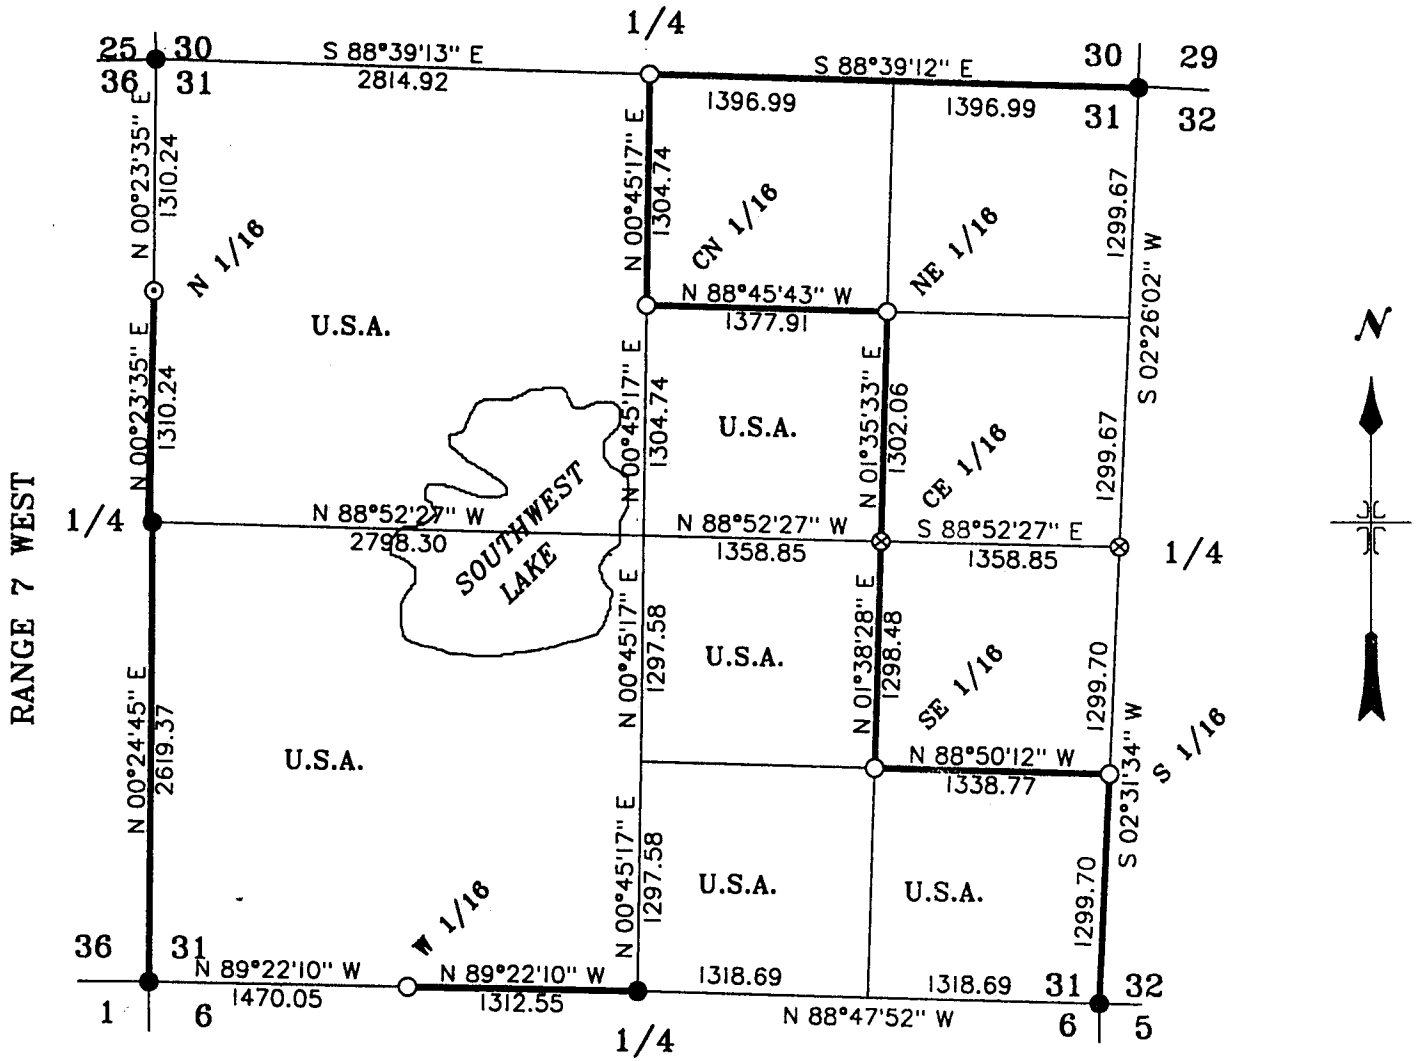 1/4
25 30
S 88°39'13" E
2814.92
S 88°39'12" E
30 29
36 31
1396.99
1396.99
31 32
N 00°23'35" E
1310.24
N 00°45'17" E
1304.74
1299.67
N 1/16
CN 1/16
NE 1/16
S 02°26'02" W
N 88°45'43" W
1377.91
U.S.A.
N 00°23'35" E
1310.24
N 00°45'17" E
1304.74
U.S.A.
N 01°35'33" E
1302.06
CE 1/16
1299.67
N
RANGE 7 WEST
1/4
N 88°52'27" W
2798.30
SOUTHWEST
LAKE
N 88°52'27" W
1358.85
S 88°52'27" E
1358.85
1/4
N 00°45'17" E
1297.58
U.S.A.
N 01°38'28" E
1298.48
SE 1/16
1299.70
N 00°24'45" E
2619.37
U.S.A.
N 88°50'12" W
1338.77
S 1/16
S 02°31'34" W
N 00°45'17" E
1297.58
U.S.A.
U.S.A.
1299.70
W 1/16
36 31
N 89°22'10" W
1470.05
N 89°22'10" W
1312.55
1318.69
1318.69
31 32
1 6
1/4
N 88°47'52" W
6 5